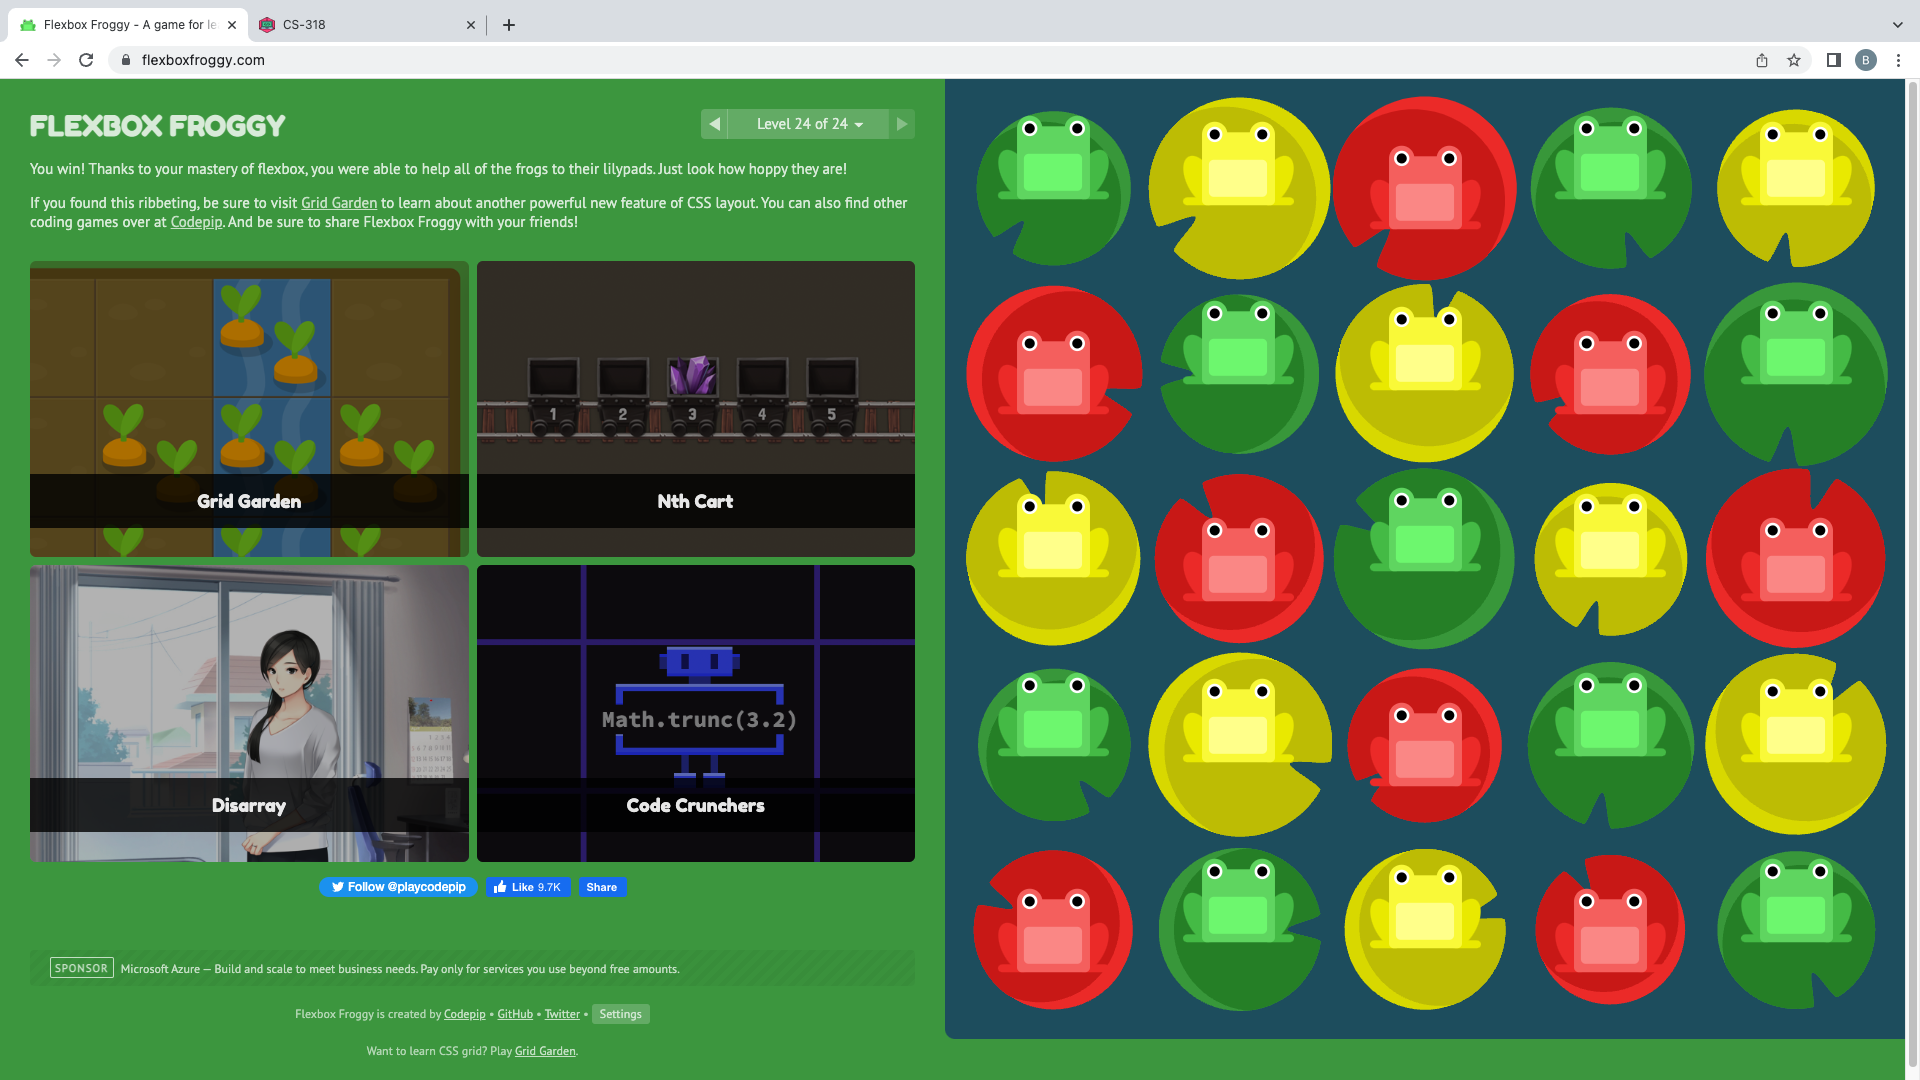 Flexbox Froggy - A game for le
CS-318
flexboxfroggy.com
B
FLEXBOX FROGGY
Level 24 of 24
You win! Thanks to your mastery of flexbox, you were able to help all of the frogs to their lilypads. Just look how hoppy they are!
If you found this ribbeting, be sure to visit Grid Garden to learn about another powerful new feature of CSS layout. You can also find other
coding games over at Codepip. And be sure to share Flexbox Froggy with your friends!
Grid Garden
1 2 3 4 5
Nth Cart
Disarray
Math.trunc(3.2)
Code Crunchers
Follow @playcodepip
Like 9.7K
Share
SPONSOR Microsoft Azure — Build and scale to meet business needs. Pay only for services you use beyond free amounts.
Flexbox Froggy is created by Codepip • GitHub • Twitter • Settings
Want to learn CSS grid? Play Grid Garden.